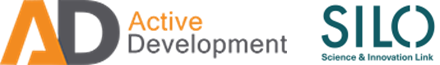 AD Active
Development
SILO
Science & Innovation Link